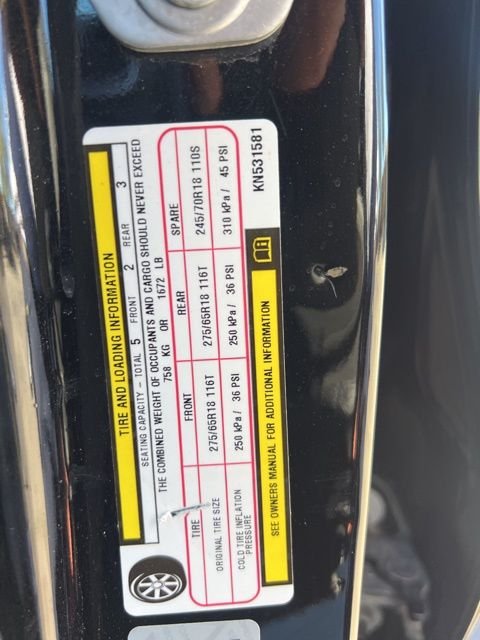 TIRE AND LOADING INFORMATION
SEATING CAPACITY - TOTAL 5 FRONT 2 REAR 3
THE COMBINED WEIGHT OF OCCUPANTS AND CARGO SHOULD NEVER EXCEED
758 KG OR 1672 LB
TIRE FRONT REAR SPARE
ORIGINAL TIRE SIZE 275/65R18 116T 275/65R18 116T 245/70R18 110S
COLD TIRE INFLATION PRESSURE 250 kPa / 36 PSI 250 kPa / 36 PSI 310 kPa / 45 PSI
SEE OWNERS MANUAL FOR ADDITIONAL INFORMATION
KN531581